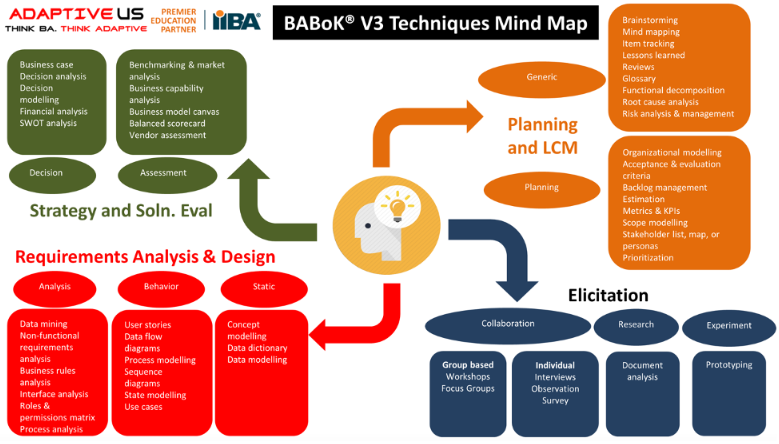 ADAPTIVE US
THINK BA. THINK ADAPTIVE
PREMIER
EDUCATION
PARTNER
IIBA®
BABoK® V3 Techniques Mind Map
Business case
Decision analysis
Decision
modelling
Financial analysis
SWOT analysis
Benchmarking & market
analysis
Business capability
analysis
Business model canvas
Balanced scorecard
Vendor assessment
Decision
Assessment
Strategy and Soln. Eval
Generic
Brainstorming
Mind mapping
Item tracking
Lessons learned
Reviews
Glossary
Functional decomposition
Root cause analysis
Risk analysis & management
Planning
and LCM
Planning
Organizational modelling
Acceptance & evaluation
criteria
Backlog management
Estimation
Metrics & KPIs
Scope modelling
Stakeholder list, map, or
personas
Prioritization
Requirements Analysis & Design
Analysis
Behavior
Static
Data mining
Non-functional
requirements
analysis
Business rules
analysis
Interface analysis
Roles &
permissions matrix
Process analysis
User stories
Data flow
diagrams
Process modelling
Sequence
diagrams
State modelling
Use cases
Concept
modelling
Data dictionary
Data modelling
Elicitation
Collaboration
Research
Experiment
Group based
Workshops
Focus Groups
Individual
Interviews
Observation
Survey
Document
analysis
Prototyping